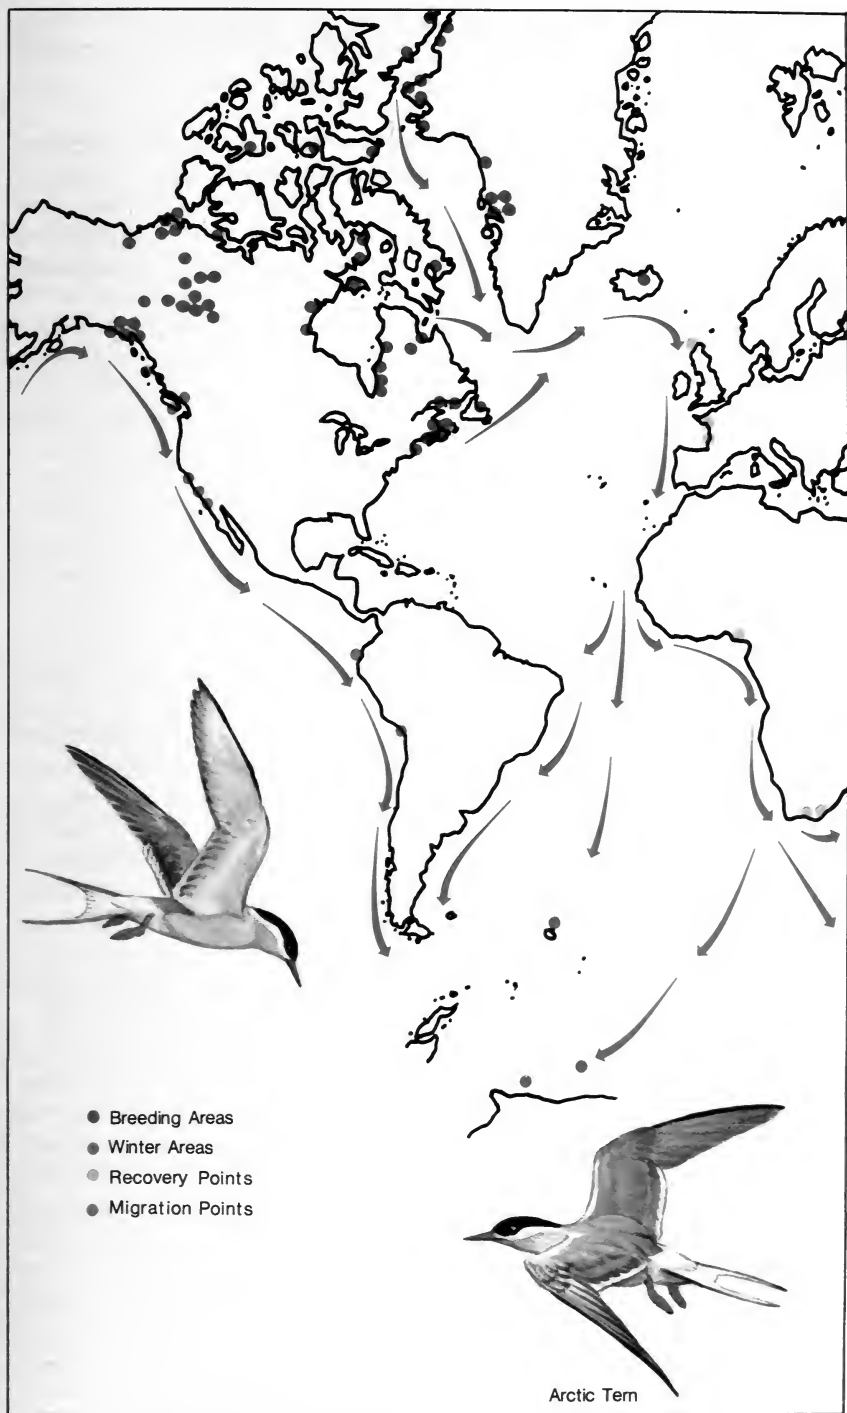 Breeding Areas
Winter Areas
Recovery Points
Migration Points
Arctic Tern